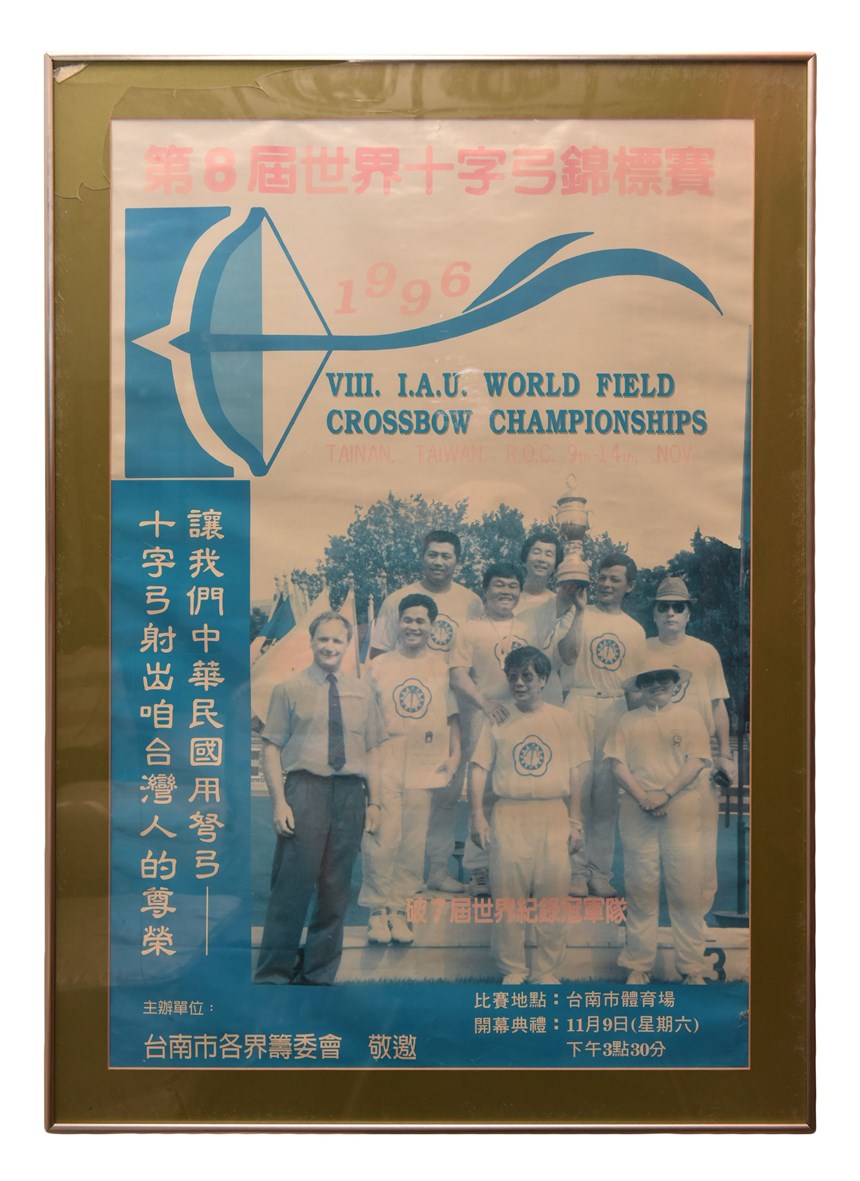 第8屆世界十字弓錦標賽
1996
VIII. I.A.U. WORLD FIELD
CROSSBOW CHAMPIONSHIPS
TAINAN. TAIWAN. R.O.C. 9th-14th. .NOV.
讓我們中華民國用弩弓——
十字弓射出咱台灣人的尊榮
破7屆世界紀錄冠軍隊
3
主辦單位：
台南市各界籌委會 敬邀
比賽地點：台南市體育場
開幕典禮：11月9日(星期六)
下午3點30分